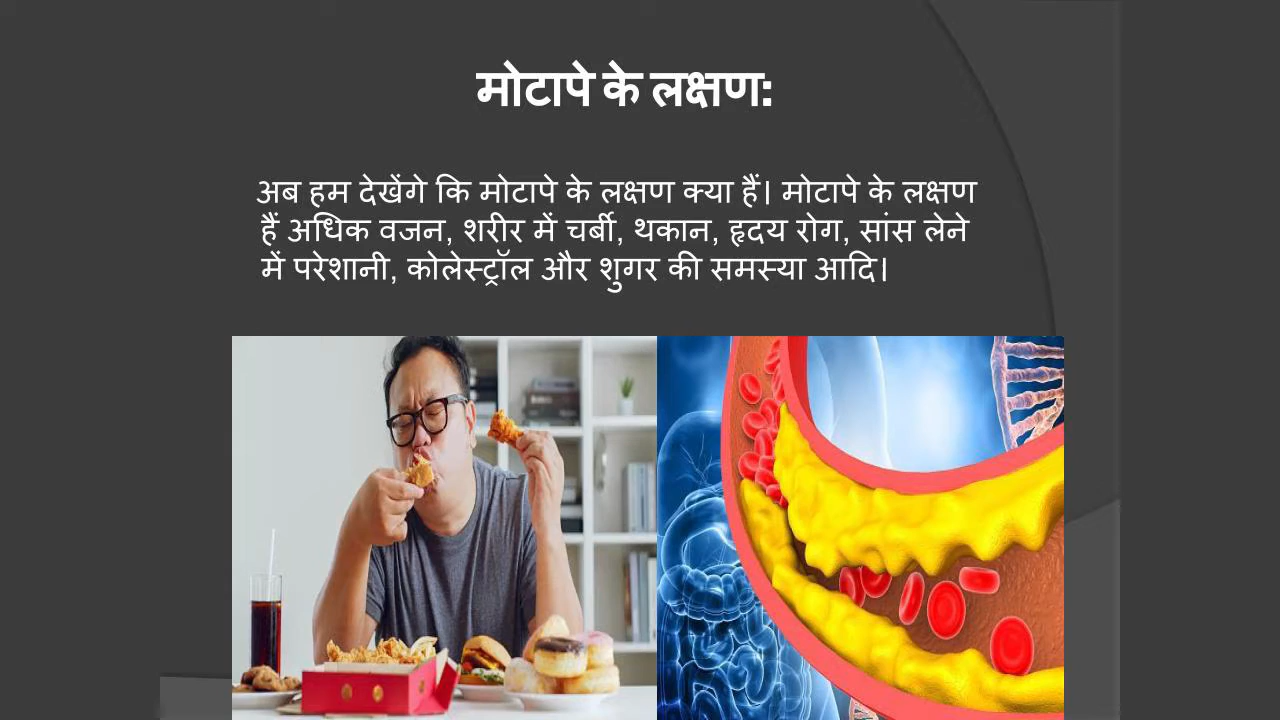 मोटापे के लक्षण:
अब हम देखेंगे कि मोटापे के लक्षण क्या हैं। मोटापे के लक्षण
हैं अधिक वजन, शरीर में चर्बी, थकान, हृदय रोग, सांस लेने
में परेशानी, कोलेस्ट्रॉल और शुगर की समस्या आदि।